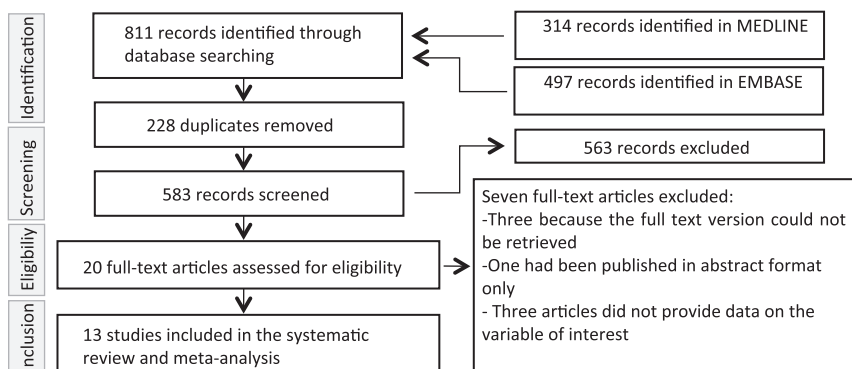 Identification
811 records identified through
database searching
314 records identified in MEDLINE
497 records identified in EMBASE
228 duplicates removed
Screening
583 records screened
563 records excluded
Eligibiliy
20 full-text articles assessed for eligibility
Seven full-text articles excluded:
-Three because the full text version could not
be retrieved
-One had been published in abstract format
only
- Three articles did not provide data on the
variable of interest
nclusion
13 studies included in the systematic
review and meta-analysis